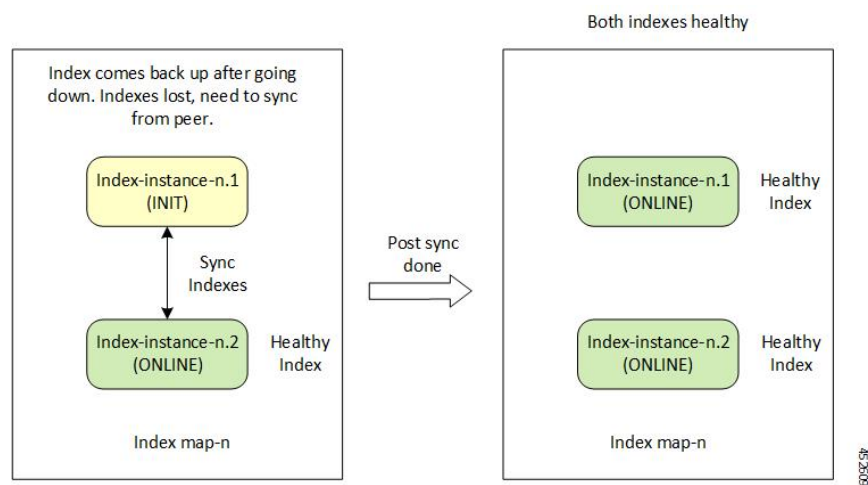 Both indexes healthy
Index comes back up after going
down. Indexes lost, need to sync
from peer.
Index-instance-n.1
(INIT)
Sync
Indexes
Index-instance-n.2
(ONLINE)
Healthy
Index
Index map-n
Post sync
done
Index-instance-n.1
(ONLINE)
Healthy
Index
Index-instance-n.2
(ONLINE)
Healthy
Index
Index map-n
452609